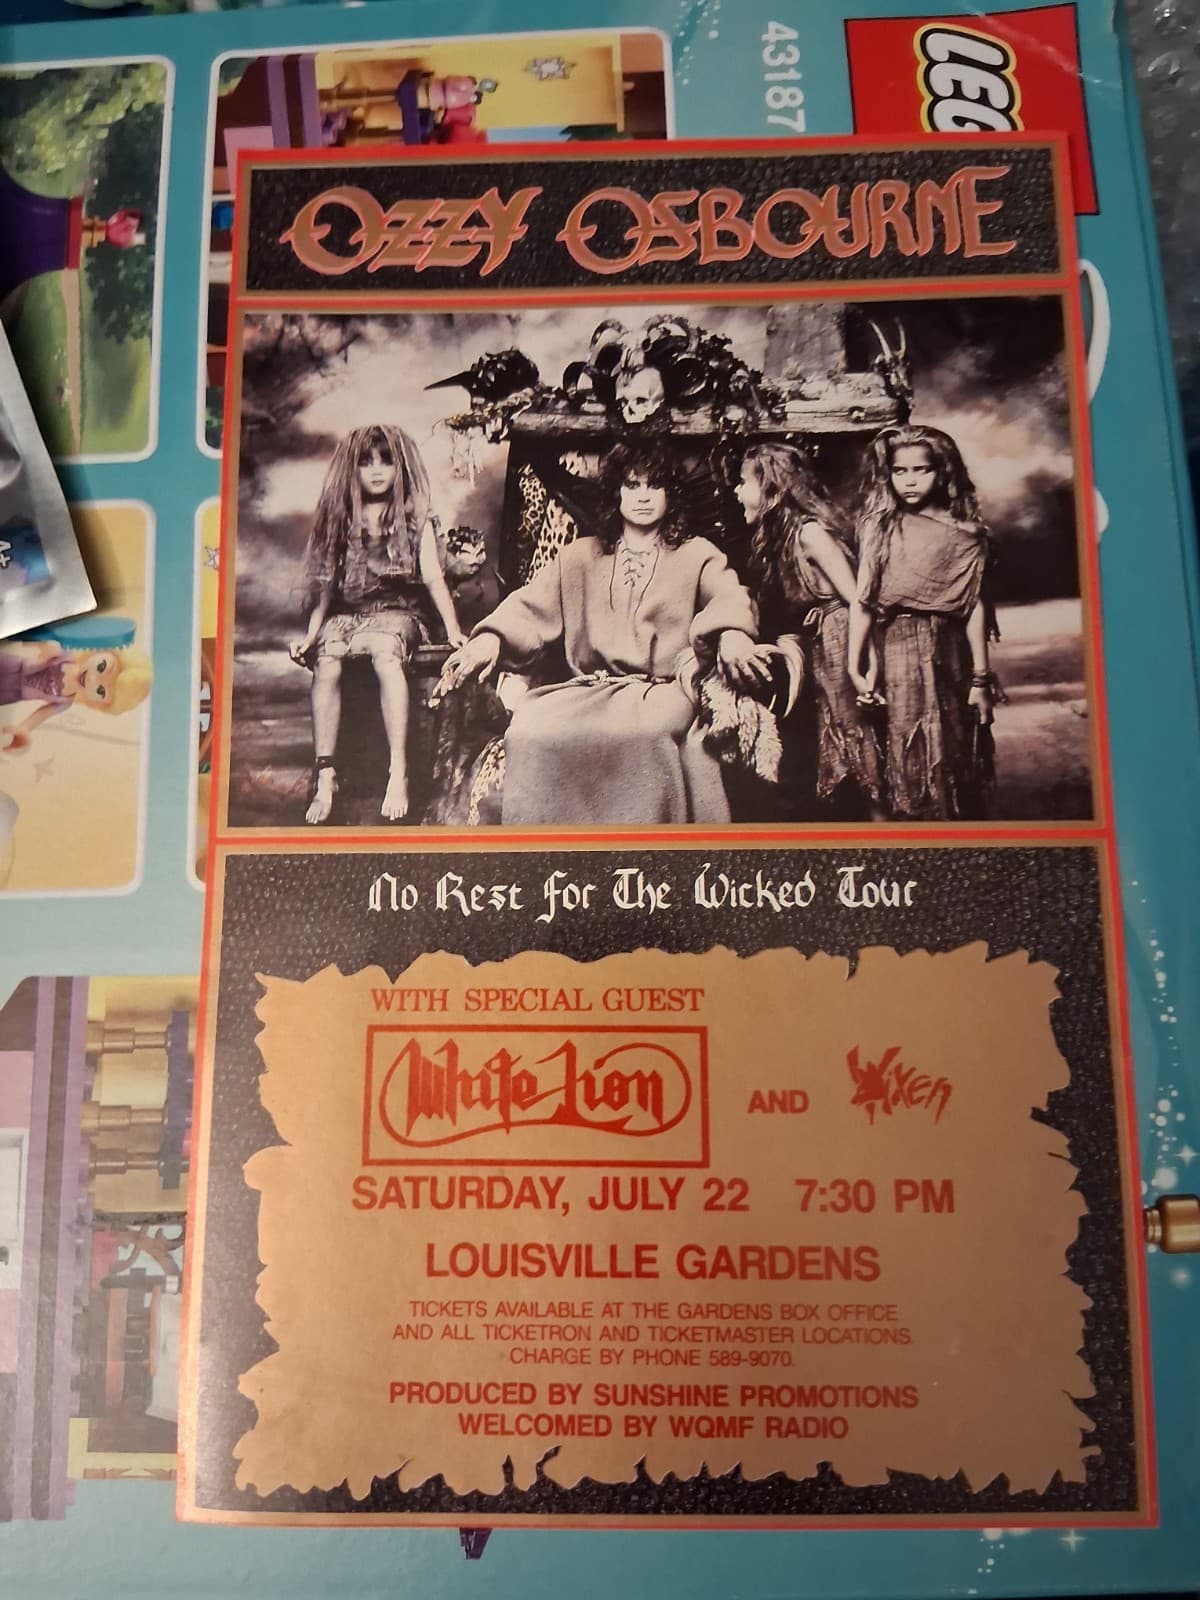 43187
LEG
OZZY OSBOURNE
No Rest for The Wicked Tour
WITH SPECIAL GUEST
White Lion AND Vixen
SATURDAY, JULY 22 7:30 PM
LOUISVILLE GARDENS
TICKETS AVAILABLE AT THE GARDENS BOX OFFICE
AND ALL TICKETRON AND TICKETMASTER LOCATIONS.
CHARGE BY PHONE 589-9070.
PRODUCED BY SUNSHINE PROMOTIONS
WELCOMED BY WQMF RADIO